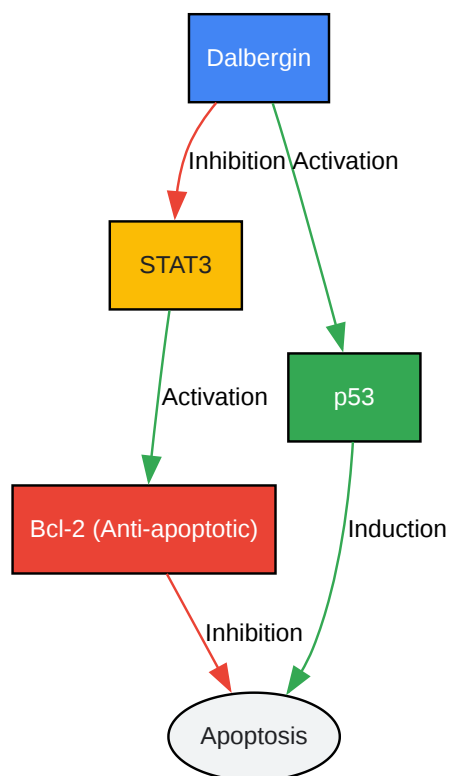 Dalbergin
Inhibition
Activation
STAT3
p53
Activation
Bcl-2 (Anti-apoptotic)
Induction
Inhibition
Apoptosis